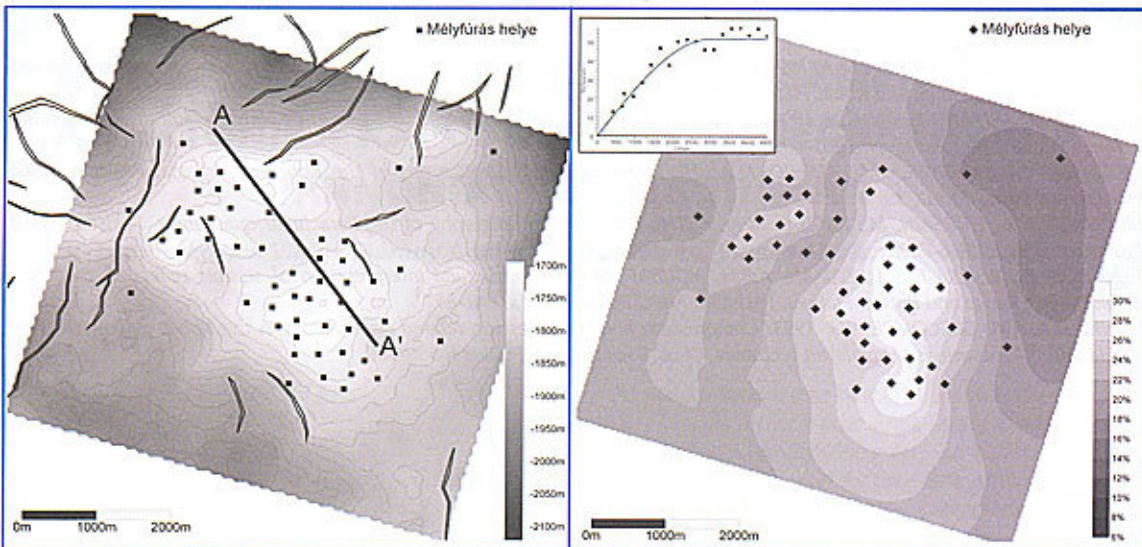 Mélyfúrás helye
A
A'
-1700m
-1750m
-1800m
-1850m
-1900m
-1950m
-2000m
-2050m
-2100m
0m 1000m 2000m
Mélyfúrás helye
30%
28%
26%
24%
22%
20%
18%
16%
14%
12%
10%
8%
6%
0m 1000m 2000m